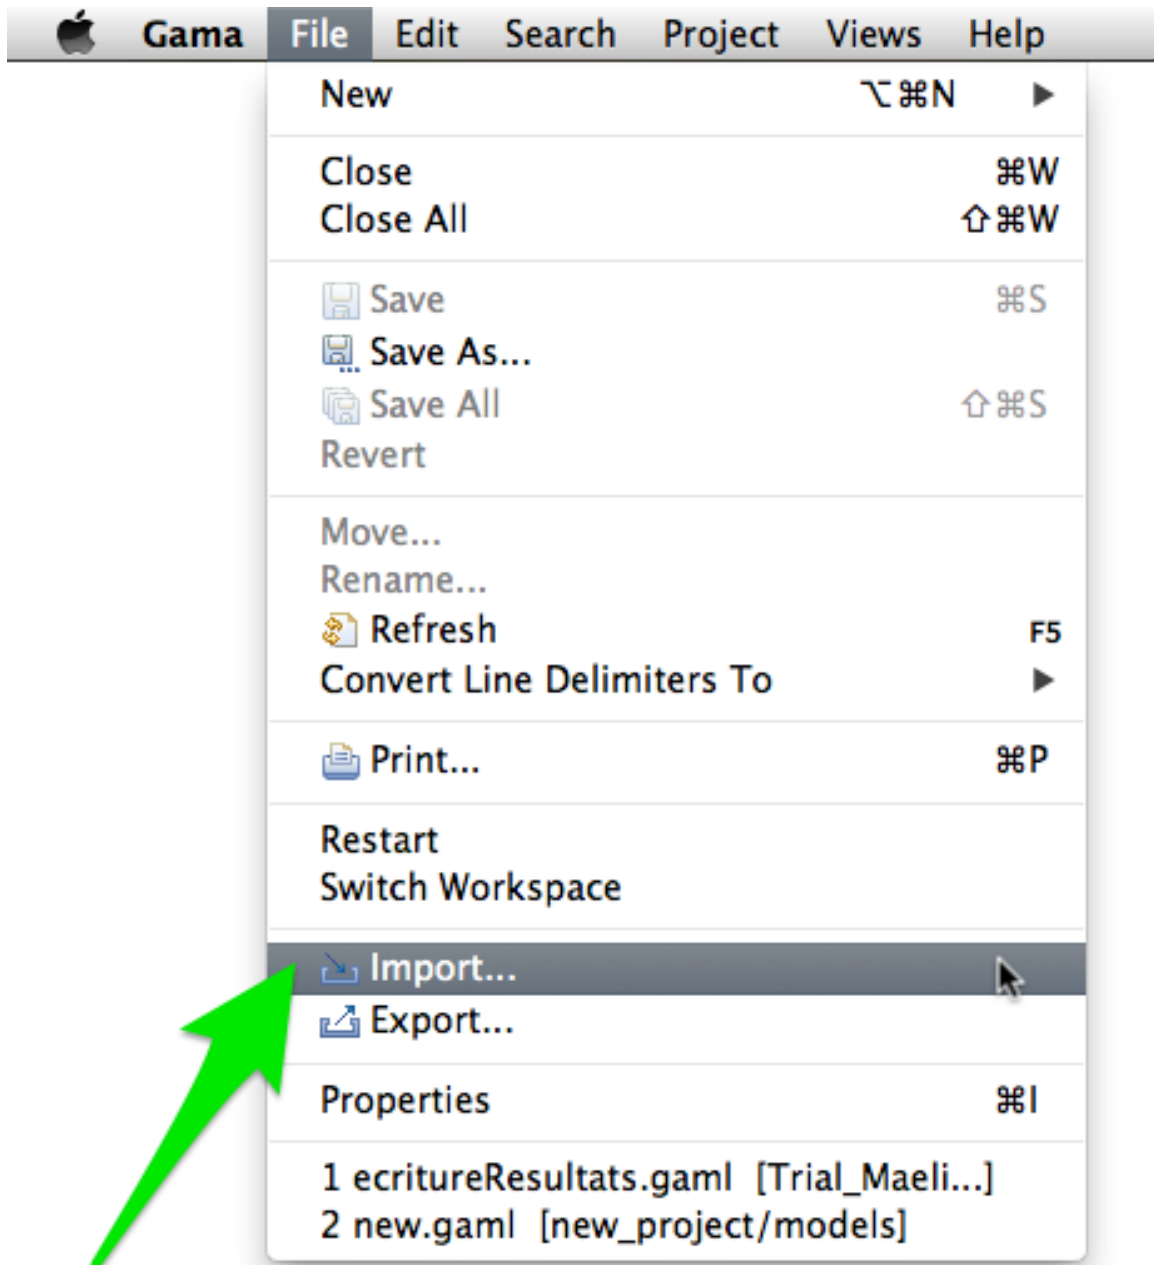 Gama File Edit Search Project Views Help
New ⌥⌘N ▶
Close ⌘W
Close All ⇧⌘W
Save ⌘S
Save As...
Save All ⇧⌘S
Revert
Move...
Rename...
Refresh F5
Convert Line Delimiters To ▶
Print... ⌘P
Restart
Switch Workspace
Import...
Export...
Properties ⌘I
1 ecritureResultats.gaml [Trial_Maeli...]
2 new.gaml [new_project/models]